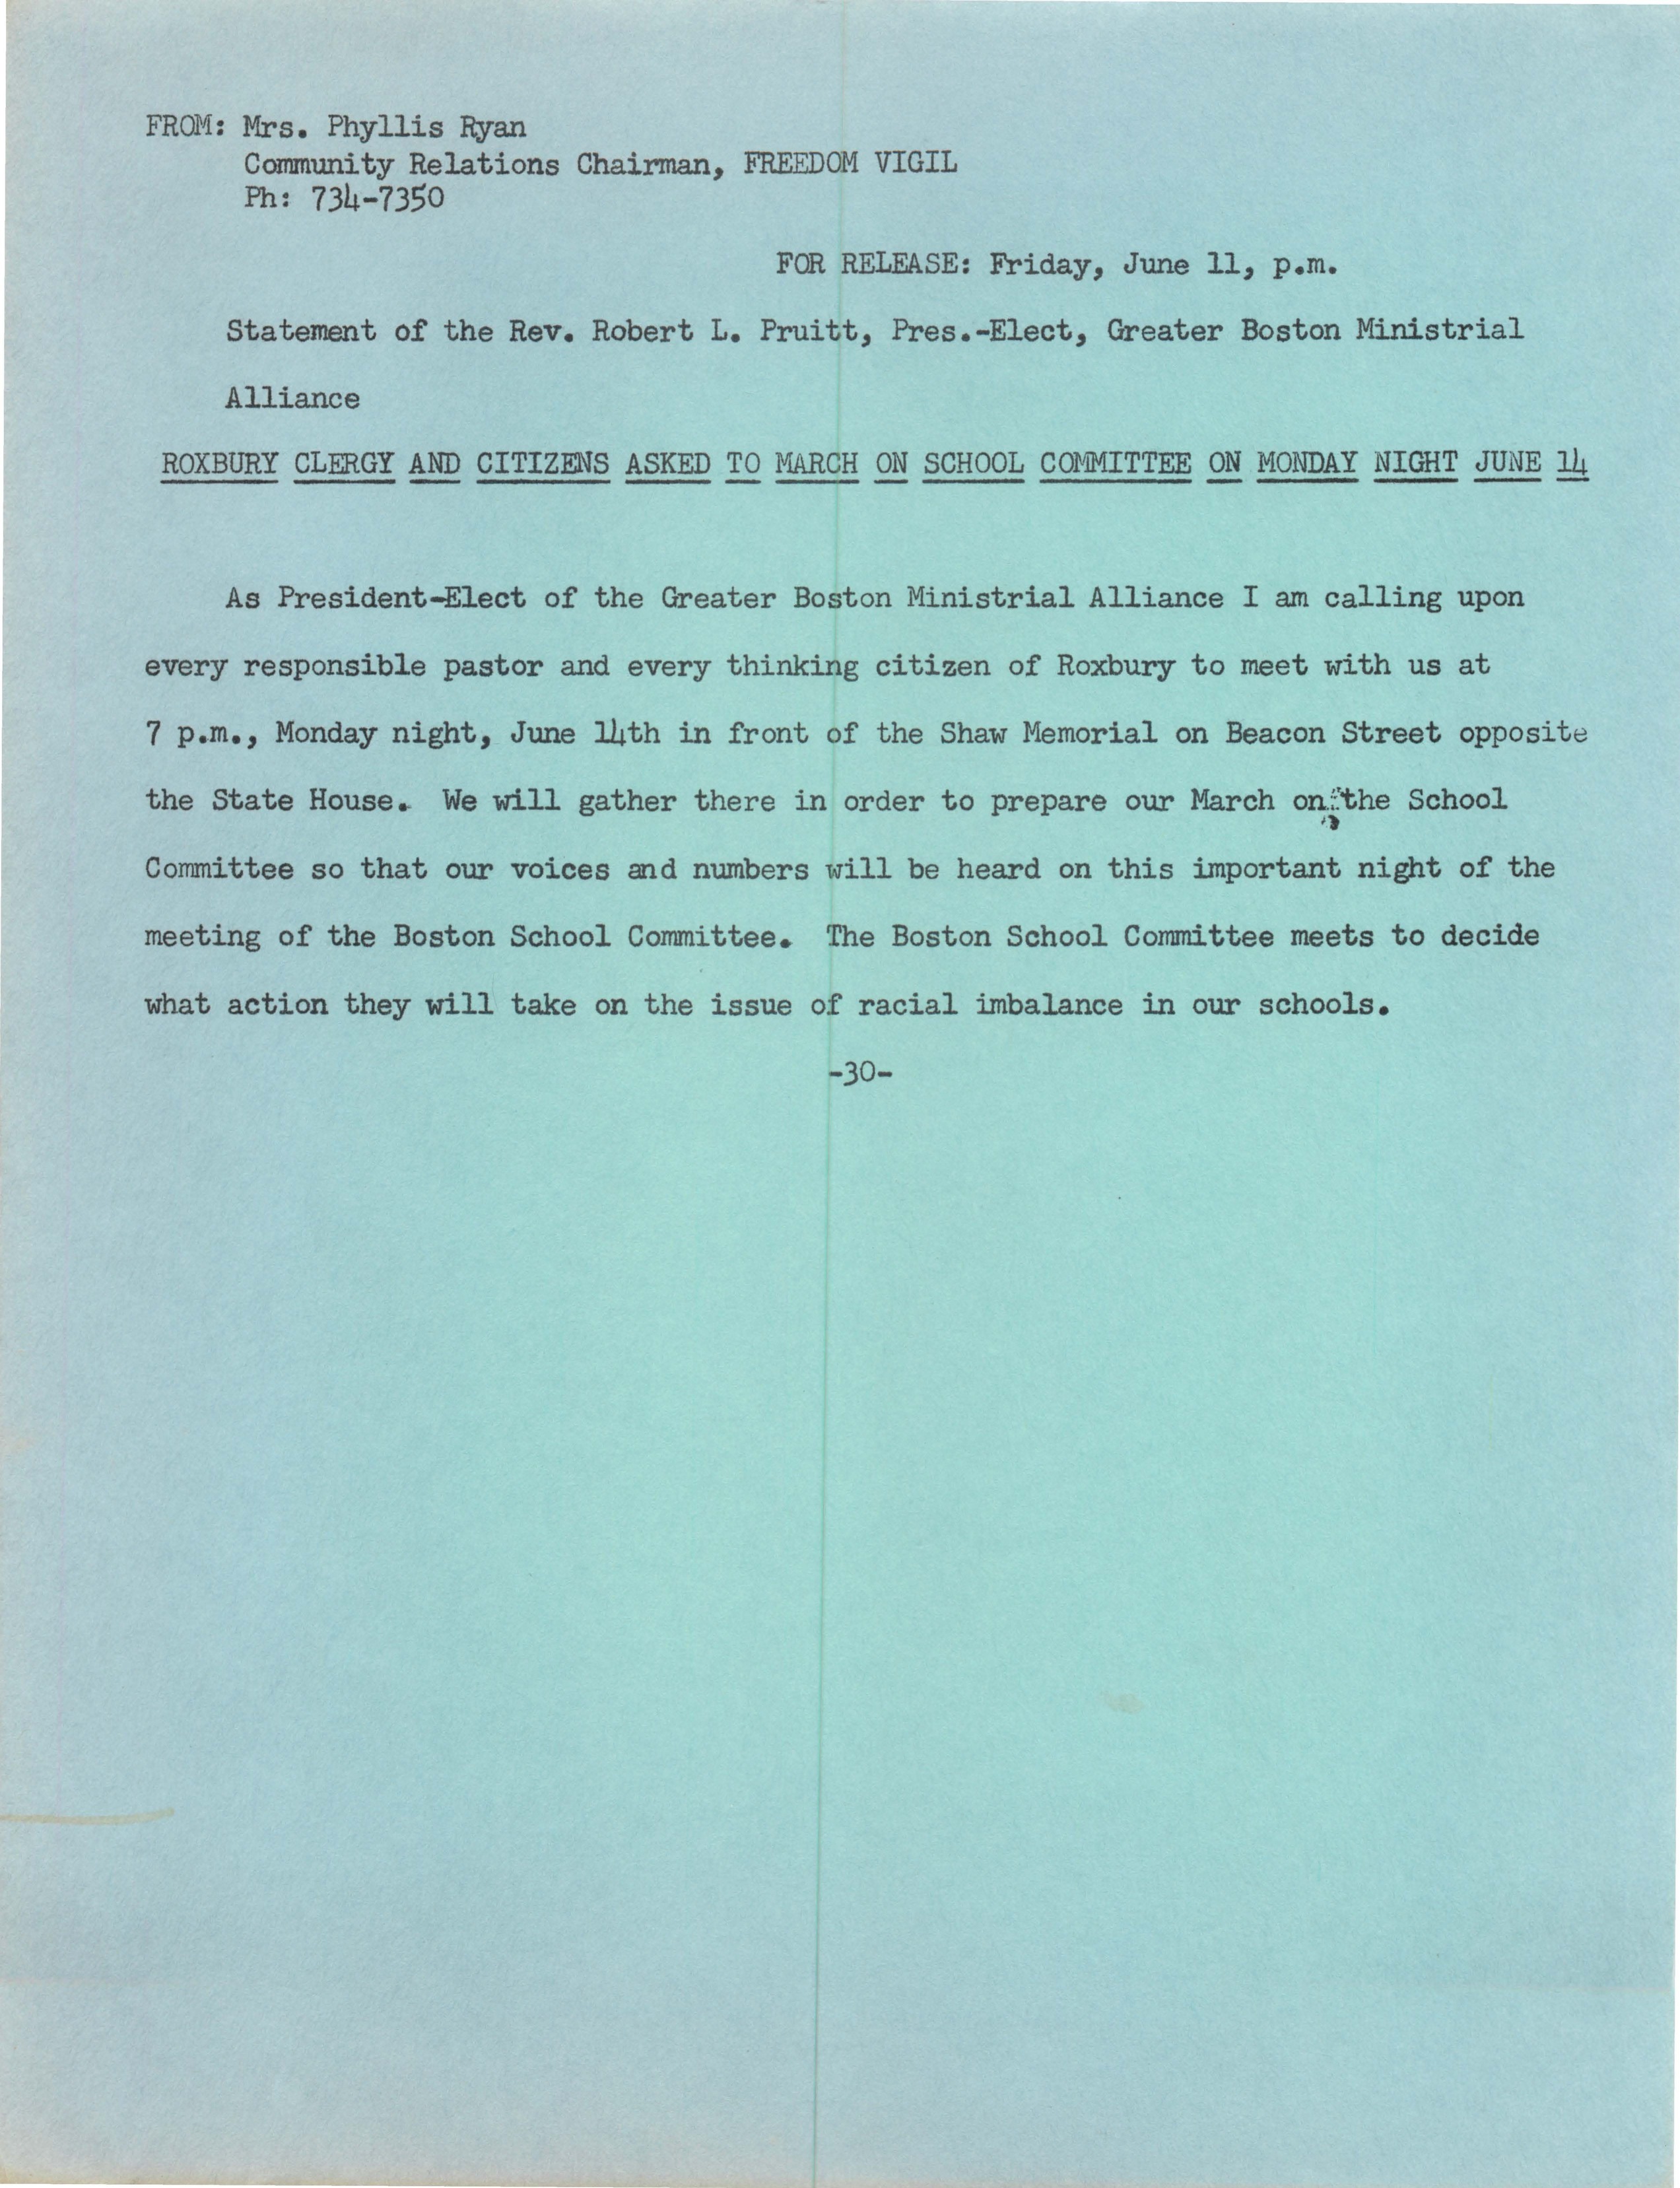 FROM: Mrs. Phyllis Ryan
Community Relations Chairman, FREEDOM VIGIL
Ph: 734-7350
FOR RELEASE: Friday, June 11, p.m.
Statement of the Rev. Robert L. Pruitt, Pres.-Elect, Greater Boston Ministrial
Alliance
ROXBURY CLERGY AND CITIZENS ASKED TO MARCH ON SCHOOL COMMITTEE ON MONDAY NIGHT JUNE 14
As President-Elect of the Greater Boston Ministrial Alliance I am calling upon
every responsible pastor and every thinking citizen of Roxbury to meet with us at
7 p.m., Monday night, June 14th in front of the Shaw Memorial on Beacon Street opposite
the State House. We will gather there in order to prepare our March on the School
Committee so that our voices and numbers will be heard on this important night of the
meeting of the Boston School Committee. The Boston School Committee meets to decide
what action they will take on the issue of racial imbalance in our schools.
-30-